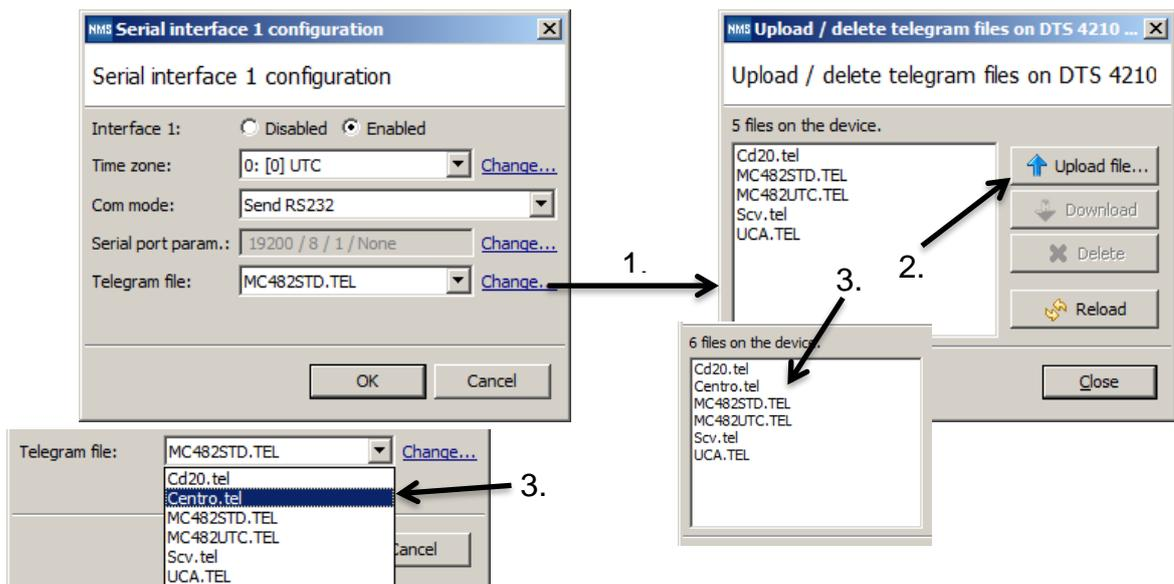 NMS Serial interface 1 configuration
Serial interface 1 configuration
Interface 1: Disabled Enabled
Time zone: 0: [0] UTC Change...
Com mode: Send RS232
Serial port param.: 19200 / 8 / 1 / None Change...
Telegram file: MC482STD.TEL Change...
OK Cancel
1.
NMS Upload / delete telegram files on DTS 4210 ...
Upload / delete telegram files on DTS 4210
5 files on the device.
Cd20.tel
MC482STD.TEL
MC482UTC.TEL
Scv.tel
UCA.TEL
Upload file...
Download
Delete
Reload
Close
2.
3.
6 files on the device.
Cd20.tel
Centro.tel
MC482STD.TEL
MC482UTC.TEL
Scv.tel
UCA.TEL
Telegram file: MC482STD.TEL Change...
Cd20.tel
Centro.tel
MC482STD.TEL
MC482UTC.TEL
Scv.tel
UCA.TEL
Cancel
3.